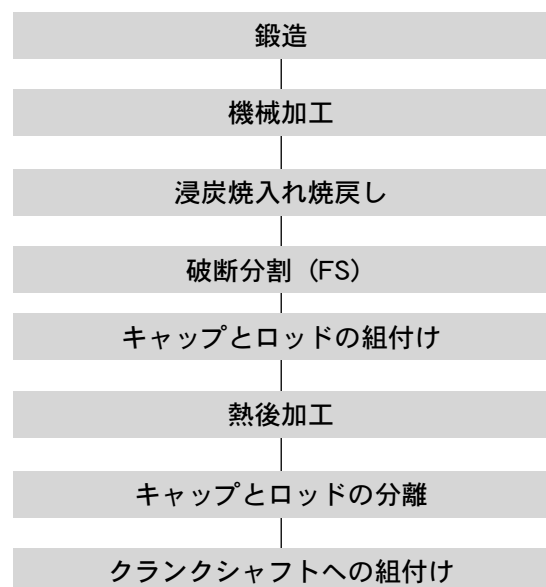 鍛造
機械加工
浸炭焼入れ焼戻し
破断分割（FS）
キャップとロッドの組付け
熱後加工
キャップとロッドの分離
クランクシャフトへの組付け